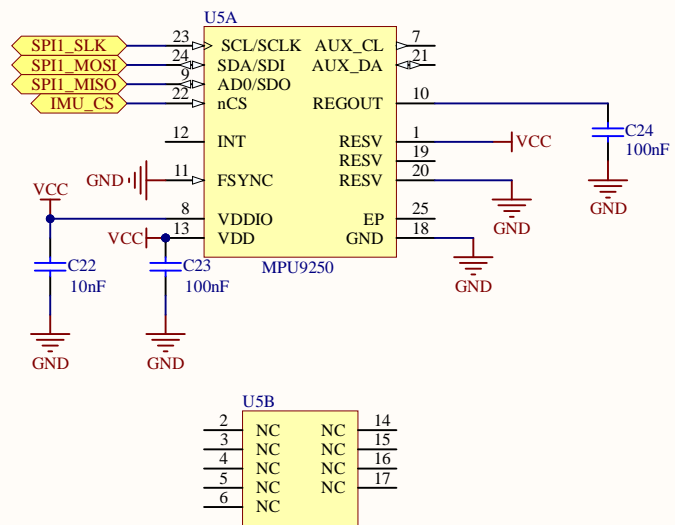 U5A
SPI1_SLK 23 SCL/SCLK AUX_CL 7
SPI1_MOSI 24 SDA/SDI AUX_DA 21
SPI1_MISO 9 AD0/SDO
IMU_CS 22 nCS REGOUT 10
C24
100nF
12 INT RESV 1 VCC
RESV 19
GND 11 FSYNC RESV 20
GND
VCC
8 VDDIO EP 25
GND
VCC 13 VDD GND 18
MPU9250
C22
10nF
C23
100nF
GND
GND
GND
U5B
2 NC NC 14
3 NC NC 15
4 NC NC 16
5 NC NC 17
6 NC